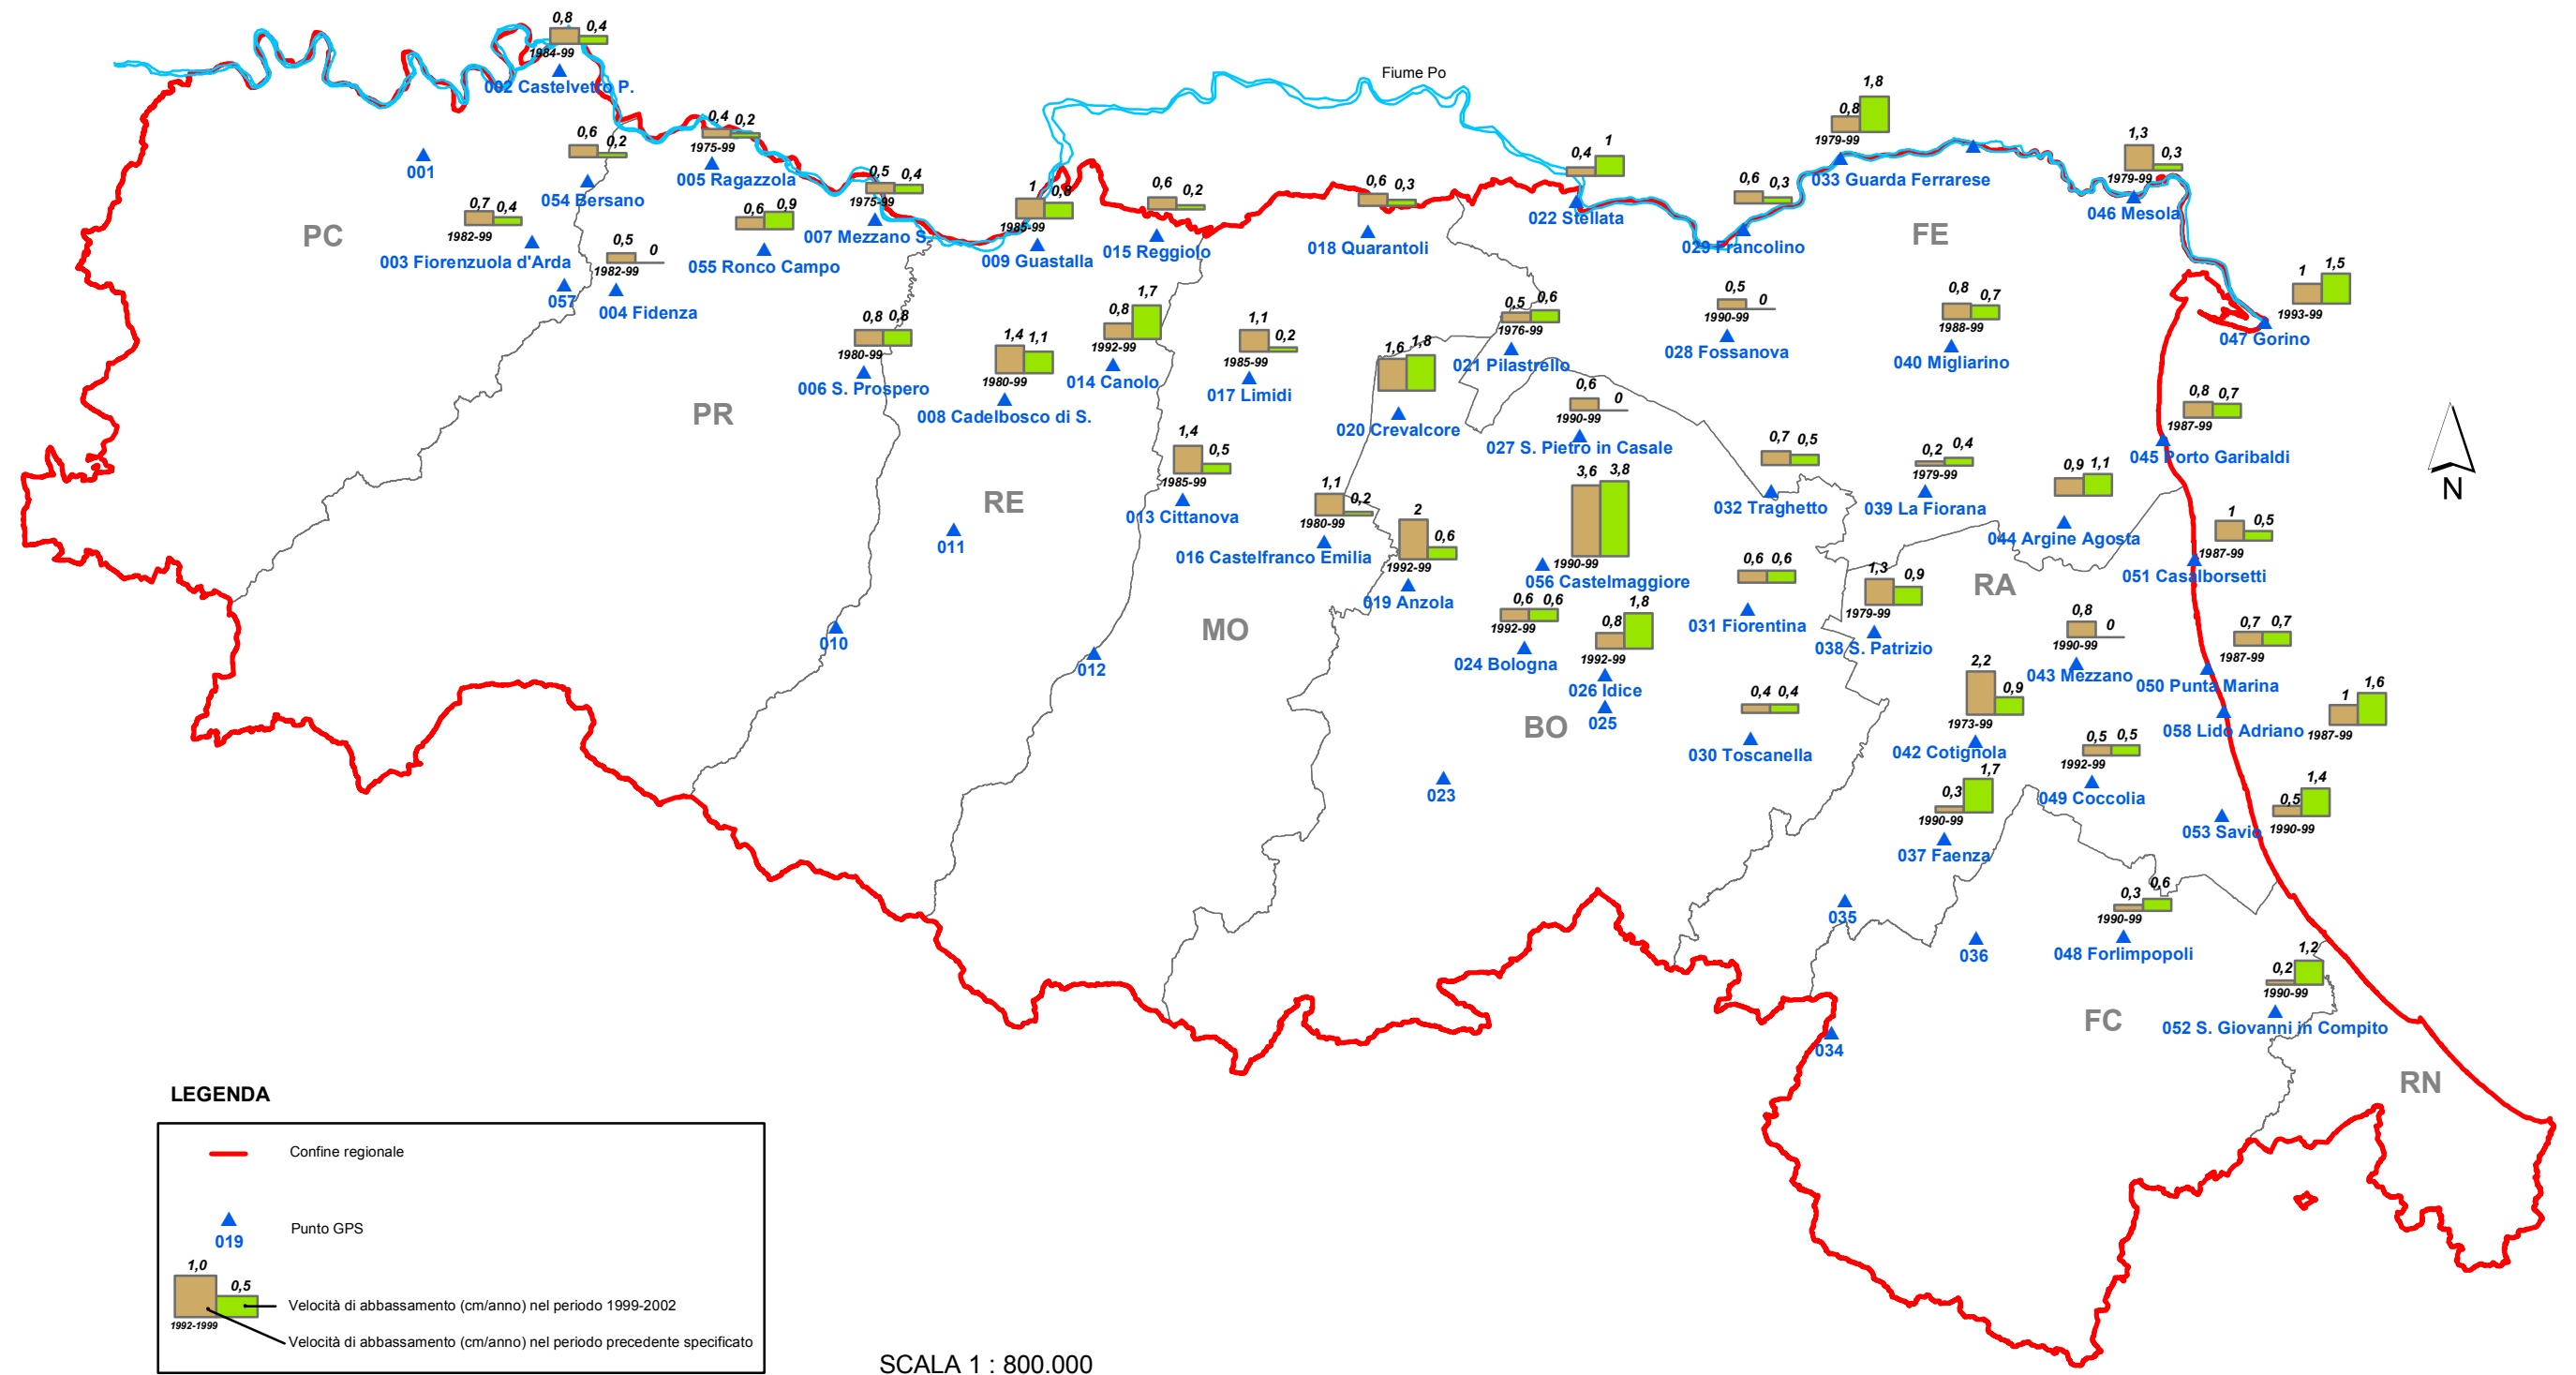 0,8 0,4
1984-99
002 Castelvetro P.
Fiume Po
0,8 1,8
1979-99
033 Guarda Ferrarese
0,4 0,2
1975-99
005 Ragazzola
0,6 0,2
054 Bersano
001
0,5 0,4
1975-99
007 Mezzano S.
1 0,8
1985-99
009 Guastalla
0,6 0,2
015 Reggiolo
0,6 0,3
018 Quarantoli
0,4 1
022 Stellata
0,6 0,3
029 Francolino
1,3 0,3
1979-99
046 Mesola
PC
0,7 0,4
1982-99
003 Fiorenzuola d'Arda
0,6 0,9
055 Ronco Campo
FE
0,5 0
1982-99
004 Fidenza
057
1 1,5
1993-99
047 Gorino
0,8 0,8
1980-99
006 S. Prospero
1,4 1,1
1980-99
008 Cadelbosco di S.
0,8 1,7
1992-99
014 Canolo
1,1 0,2
1985-99
017 Limidi
1,6 1,8
020 Crevalcore
0,5 0,6
1976-99
021 Pilastrello
0,5 0
1990-99
028 Fossanova
0,8 0,7
1988-99
040 Migliarino
PR
0,6 0
1990-99
027 S. Pietro in Casale
0,8 0,7
1987-99
045 Porto Garibaldi
1,4 0,5
1985-99
013 Cittanova
RE
0,7 0,5
032 Traghetto
0,2 0,4
1979-99
039 La Fiorana
0,9 1,1
044 Argine Agosta
N
011
1,1 0,2
1980-99
016 Castelfranco Emilia
2 0,6
1992-99
019 Anzola
3,6 3,8
1990-99
056 Castelmaggiore
1 0,5
1987-99
051 Casalborsetti
RA
0,6 0,6
031 Fiorentina
1,3 0,9
1979-99
038 S. Patrizio
010
012
MO
0,6 0,6
1992-99
024 Bologna
0,8 1,8
1992-99
026 Idice
025
BO
0,8 0
1990-99
043 Mezzano
0,7 0,7
1987-99
050 Punta Marina
0,4 0,4
030 Toscanella
2,2 0,9
1973-99
042 Cotignola
1 1,6
1987-99
058 Lido Adriano
023
0,3 1,7
1990-99
037 Faenza
0,5 0,5
1992-99
049 Coccolia
0,5 1,4
1990-99
053 Savio
035
036
0,3 0,6
1990-99
048 Forlimpopoli
034
FC
0,2 1,2
1990-99
052 S. Giovanni in Compito
RN
LEGENDA
Confine regionale
Punto GPS
019
1,0 0,5
1992-1999
Velocità di abbassamento (cm/anno) nel periodo 1999-2002
Velocità di abbassamento (cm/anno) nel periodo precedente specificato
SCALA 1 : 800.000